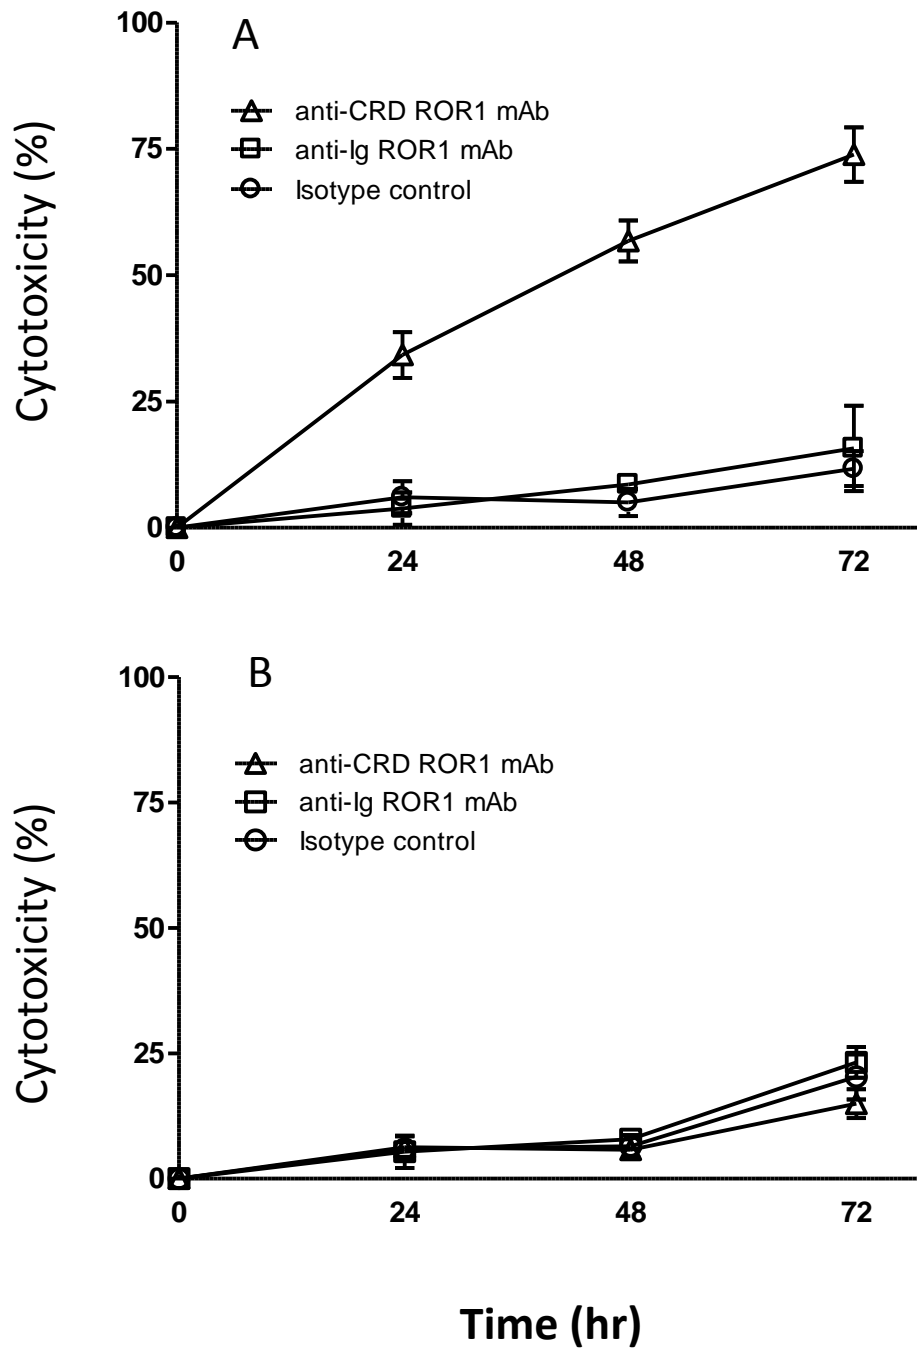 A
100
75
50
25
0
Cytotoxicity (%)
anti-CRD ROR1 mAb
anti-Ig ROR1 mAb
Isotype control
0 24 48 72
B
100
75
50
25
0
Cytotoxicity (%)
anti-CRD ROR1 mAb
anti-Ig ROR1 mAb
Isotype control
0 24 48 72
Time (hr)